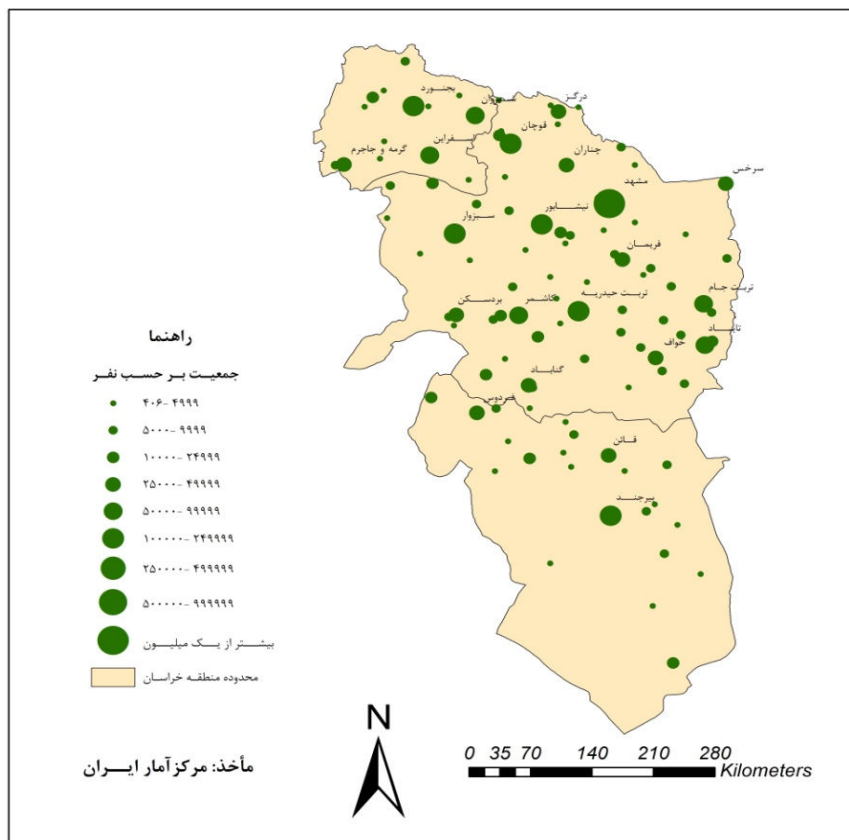 بجنورد
شیروان
درگز
قوچان
اسفراین
گرمه و جاجرم
چناران
سرخس
مشهد
نیشابور
سبزوار
فریمان
تربت جام
تربت حیدریه
کاشمر
بردسکن
تایباد
خواف
گناباد
فردوس
قائن
بیرجند
راهنما
جمعیت بر حسب نفر
۴۰۶- ۴۹۹۹
۵۰۰۰- ۹۹۹۹
۱۰۰۰۰- ۲۴۹۹۹
۲۵۰۰۰- ۴۹۹۹۹
۵۰۰۰۰- ۹۹۹۹۹
۱۰۰۰۰۰- ۲۴۹۹۹۹
۲۵۰۰۰۰- ۴۹۹۹۹۹
۵۰۰۰۰۰- ۹۹۹۹۹۹
بیشتر از یک میلیون
محدوده منطقه خراسان
مأخذ: مرکز آمار ایران
N
0 35 70 140 210 280
Kilometers